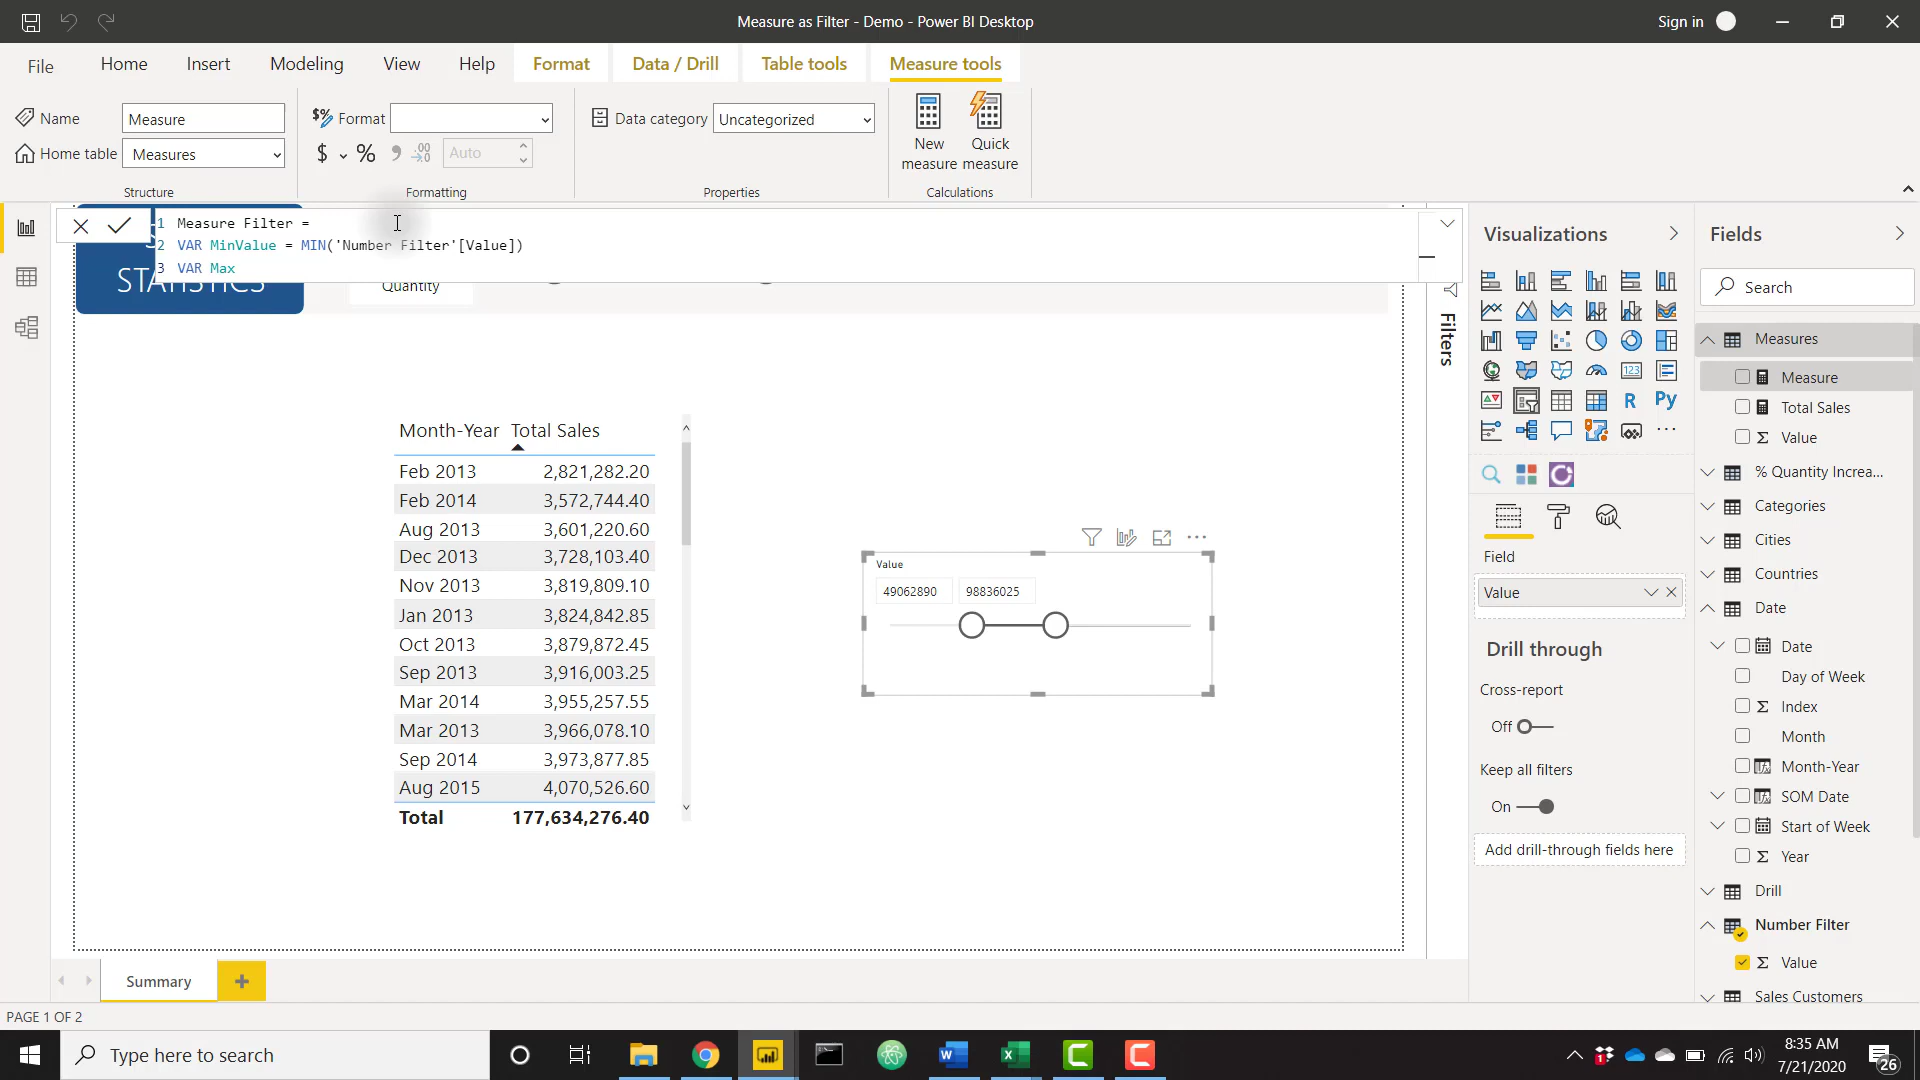 Measure as Filter - Demo - Power BI Desktop
Sign in
File
Home
Insert
Modeling
View
Help
Format
Data / Drill
Table tools
Measure tools
Name
Measure
Home table
Measures
Structure
$% Format
$ % 9 .00
Auto
Formatting
Data category
Uncategorized
Properties
New measure
Quick measure
Calculations
1 Measure Filter =
2 VAR MinValue = MIN('Number Filter'[Value])
3 VAR Max
STATISTICS
Quantity
Month-Year Total Sales
Feb 2013 2,821,282.20
Feb 2014 3,572,744.40
Aug 2013 3,601,220.60
Dec 2013 3,728,103.40
Nov 2013 3,819,809.10
Jan 2013 3,824,842.85
Oct 2013 3,879,872.45
Sep 2013 3,916,003.25
Mar 2014 3,955,257.55
Mar 2013 3,966,078.10
Sep 2014 3,973,877.85
Aug 2015 4,070,526.60
Total 177,634,276.40
Value
49062890 98836025
Filters
Visualizations
123
R
Py
Field
Value
Drill through
Cross-report
Off
Keep all filters
On
Add drill-through fields here
Fields
Search
Measures
Measure
Total Sales
Value
% Quantity Increa...
Categories
Cities
Countries
Date
Date
Day of Week
Index
Month
Month-Year
SOM Date
Start of Week
Year
Drill
Number Filter
Value
Sales Customers
Summary
PAGE 1 OF 2
Type here to search
8:35 AM
7/21/2020
26